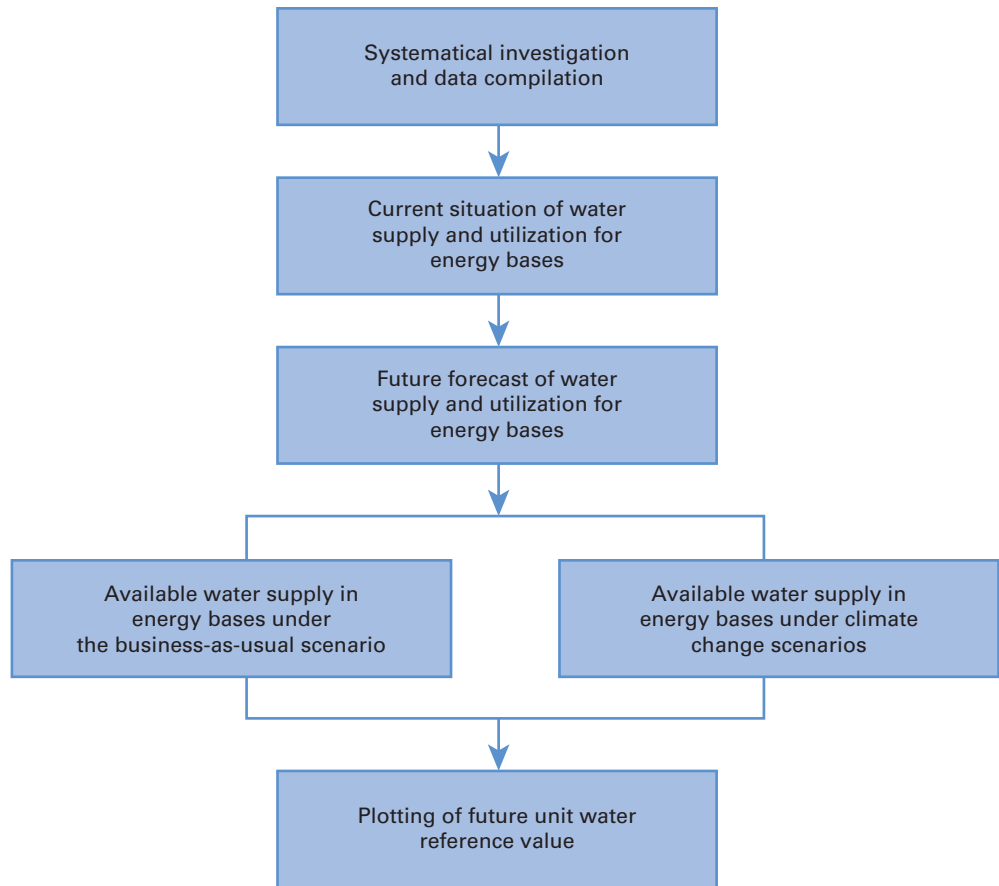 Systematical investigation
and data compilation
Current situation of water
supply and utilization for
energy bases
Future forecast of water
supply and utilization for
energy bases
Available water supply in
energy bases under
the business-as-usual scenario
Available water supply in
energy bases under climate
change scenarios
Plotting of future unit water
reference value